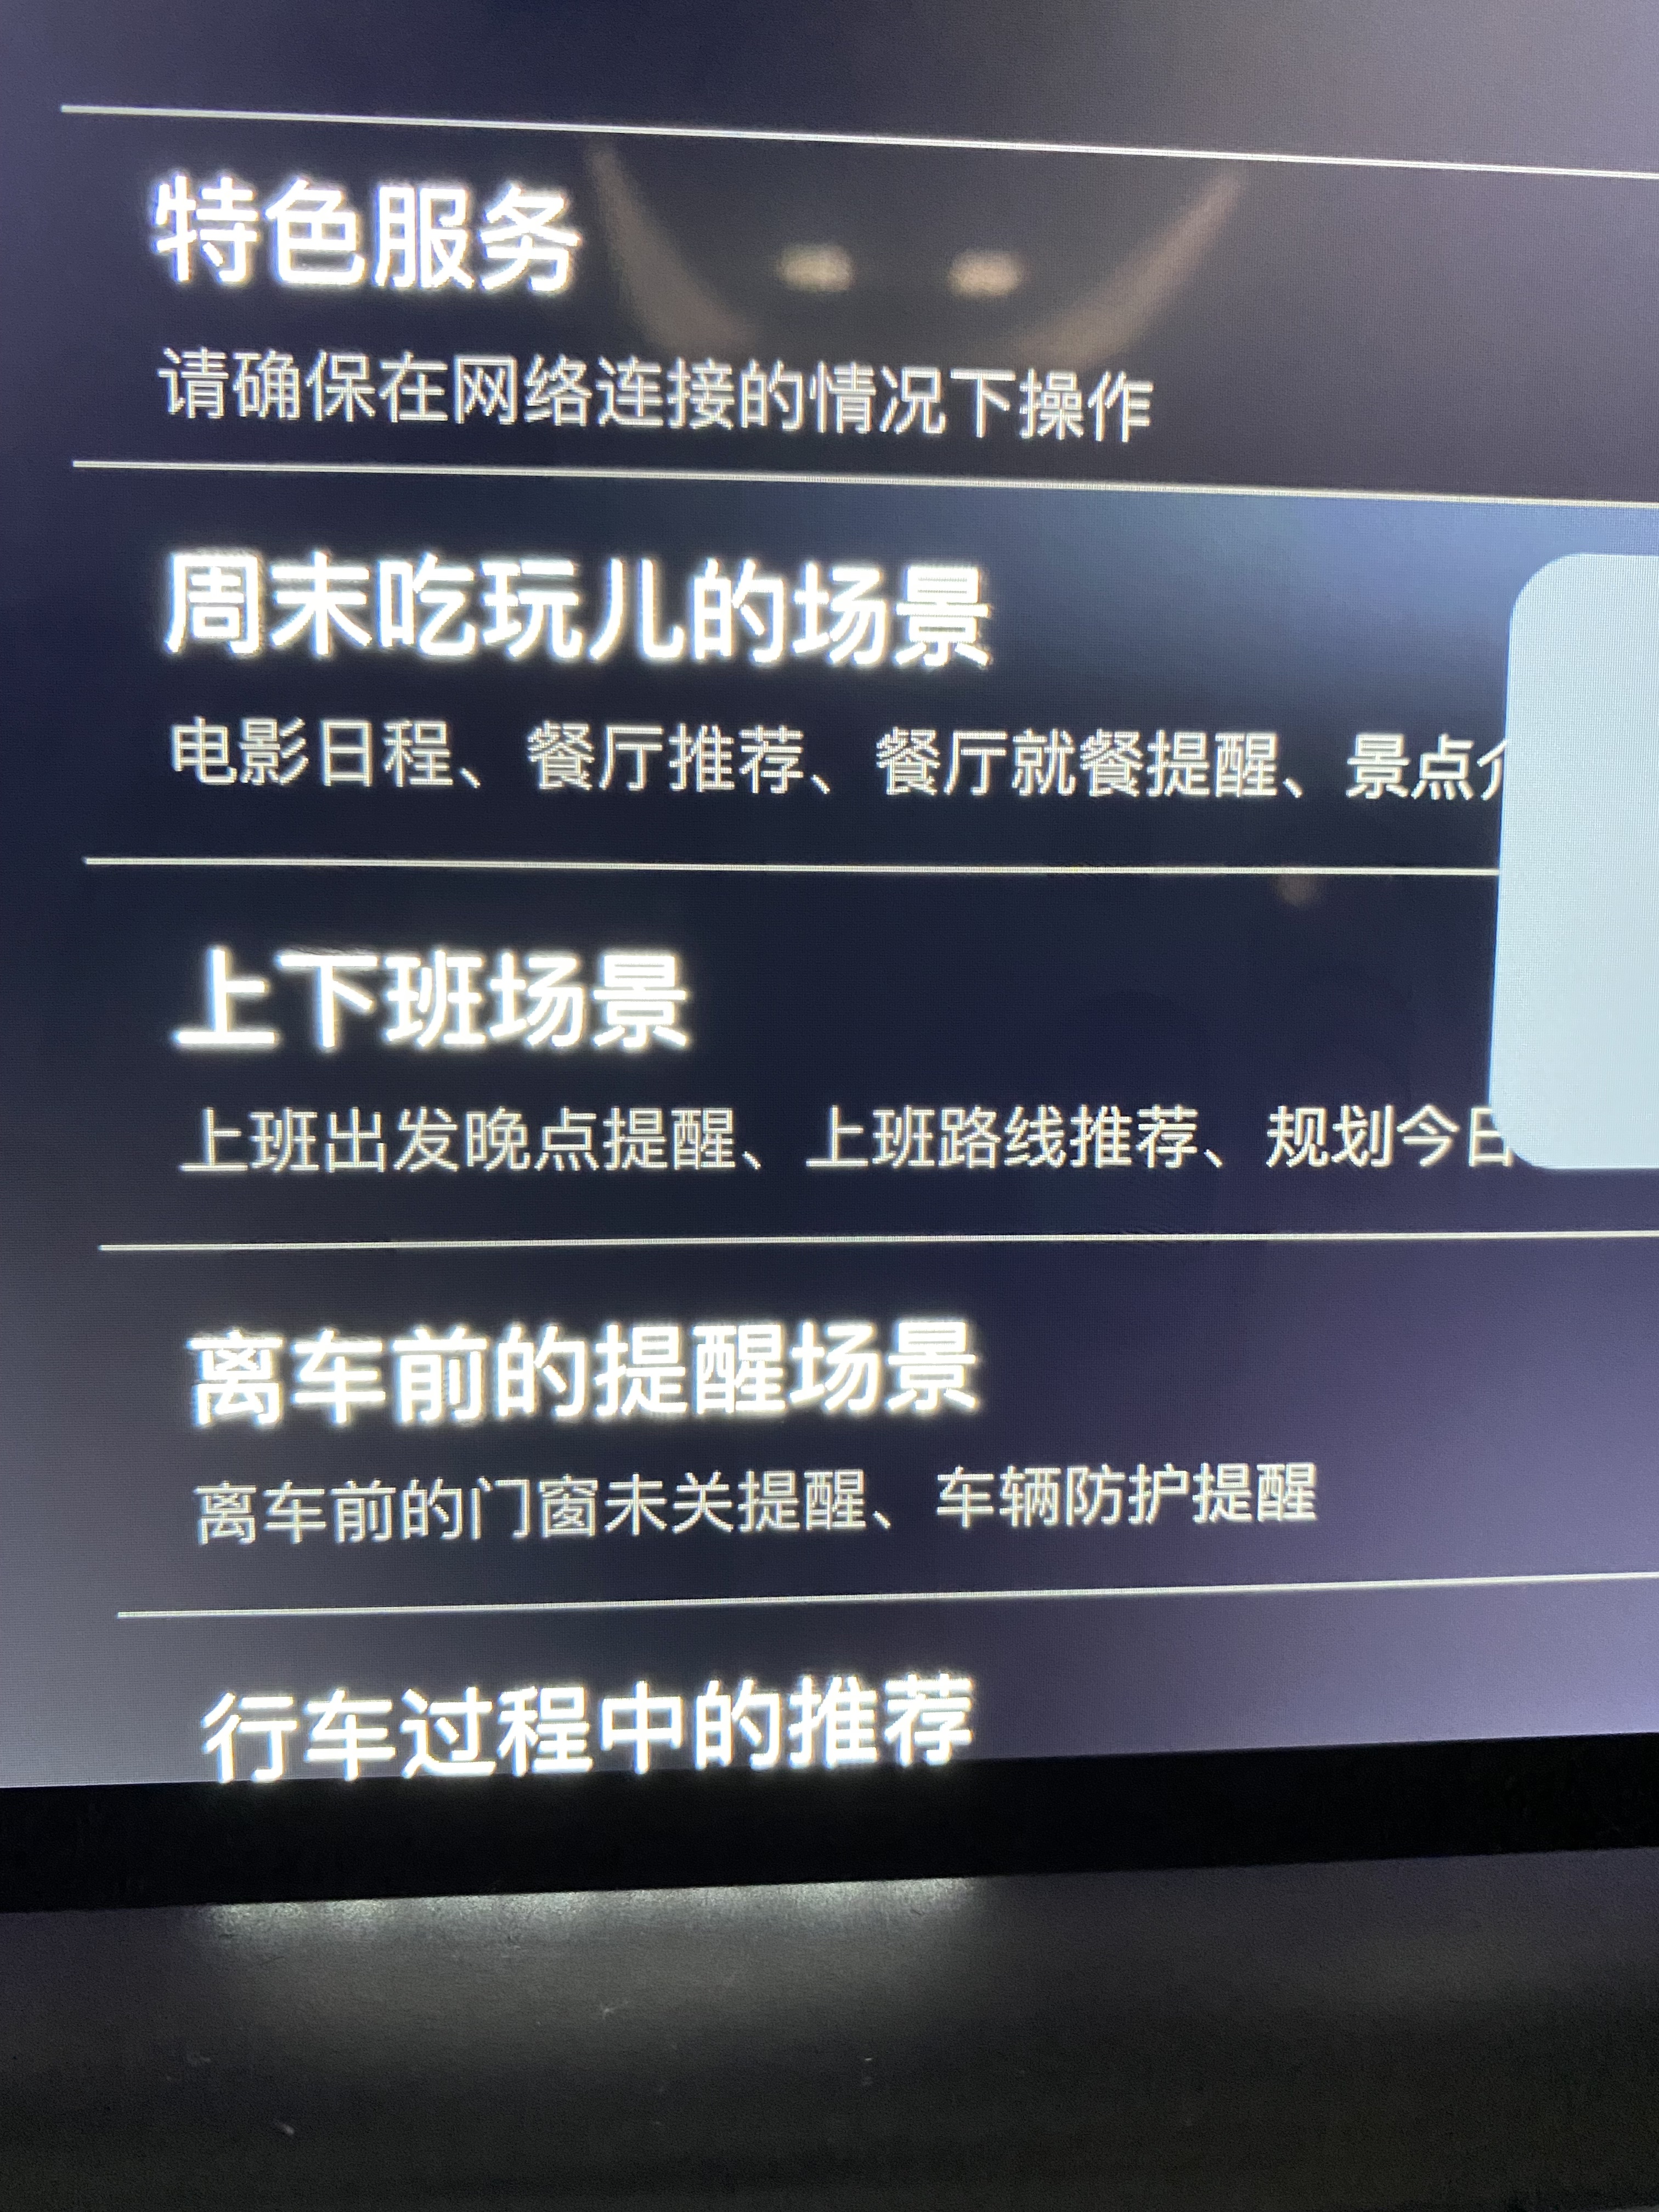 特色服务
请确保在网络连接的情况下操作
周末吃玩儿的场景
电影日程、餐厅推荐、餐厅就餐提醒、景点介
上下班场景
上班出发晚点提醒、上班路线推荐、规划今日
离车前的提醒场景
离车前的门窗未关提醒、车辆防护提醒
行车过程中的推荐